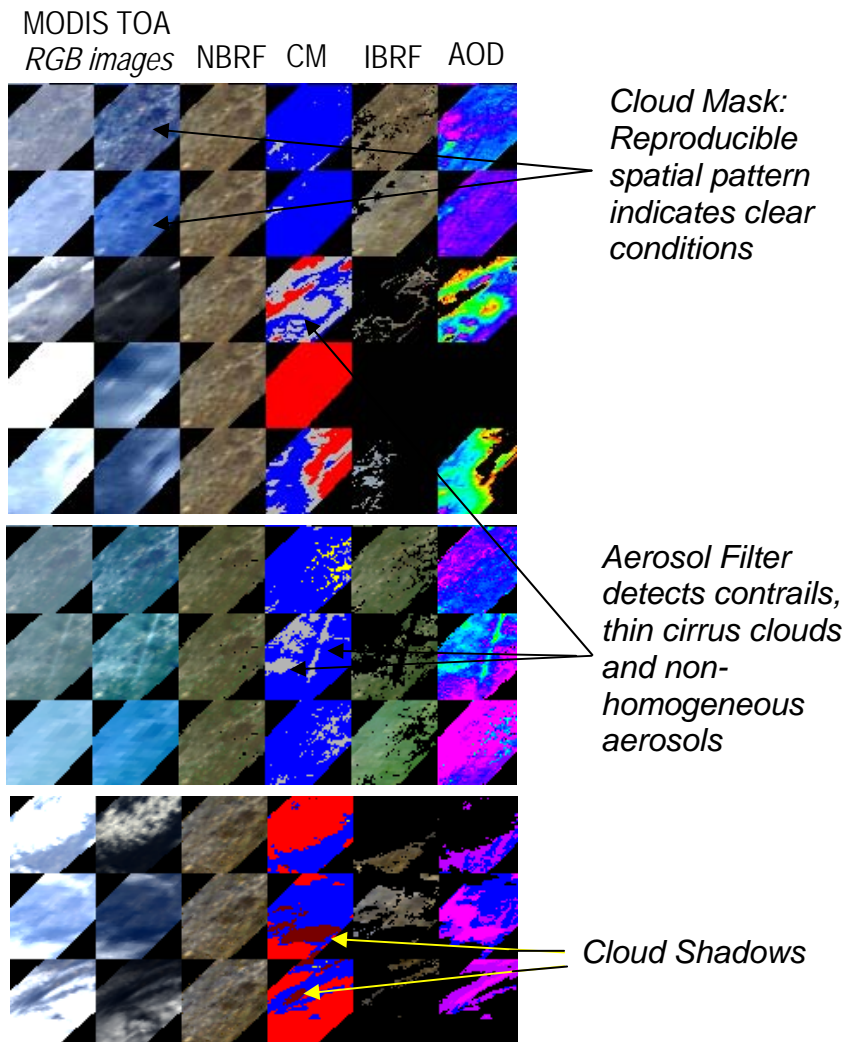 MODIS TOA
RGB images NBRF CM IBRF AOD
Cloud Mask:
Reproducible
spatial pattern
indicates clear
conditions
Aerosol Filter
detects contrails,
thin cirrus clouds
and non-
homogeneous
aerosols
Cloud Shadows